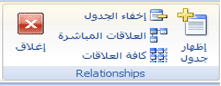 إظهار
جدول
إخفاء الجدول
العلاقات المباشرة
كافة العلاقات
إغلاق
Relationships